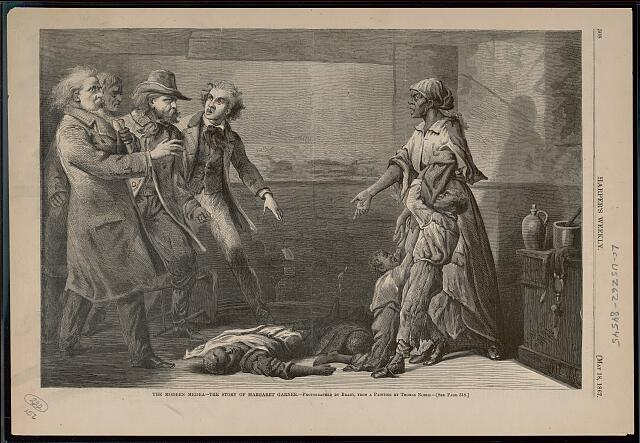 308
HARPER'S WEEKLY.
[May 18, 1867.
LC-USZ62-84545
THE MODERN MEDEA—THE STORY OF MARGARET GARNER.—Photographed by Brady, from a Painting by Thomas Noble.—[See Page 318.]